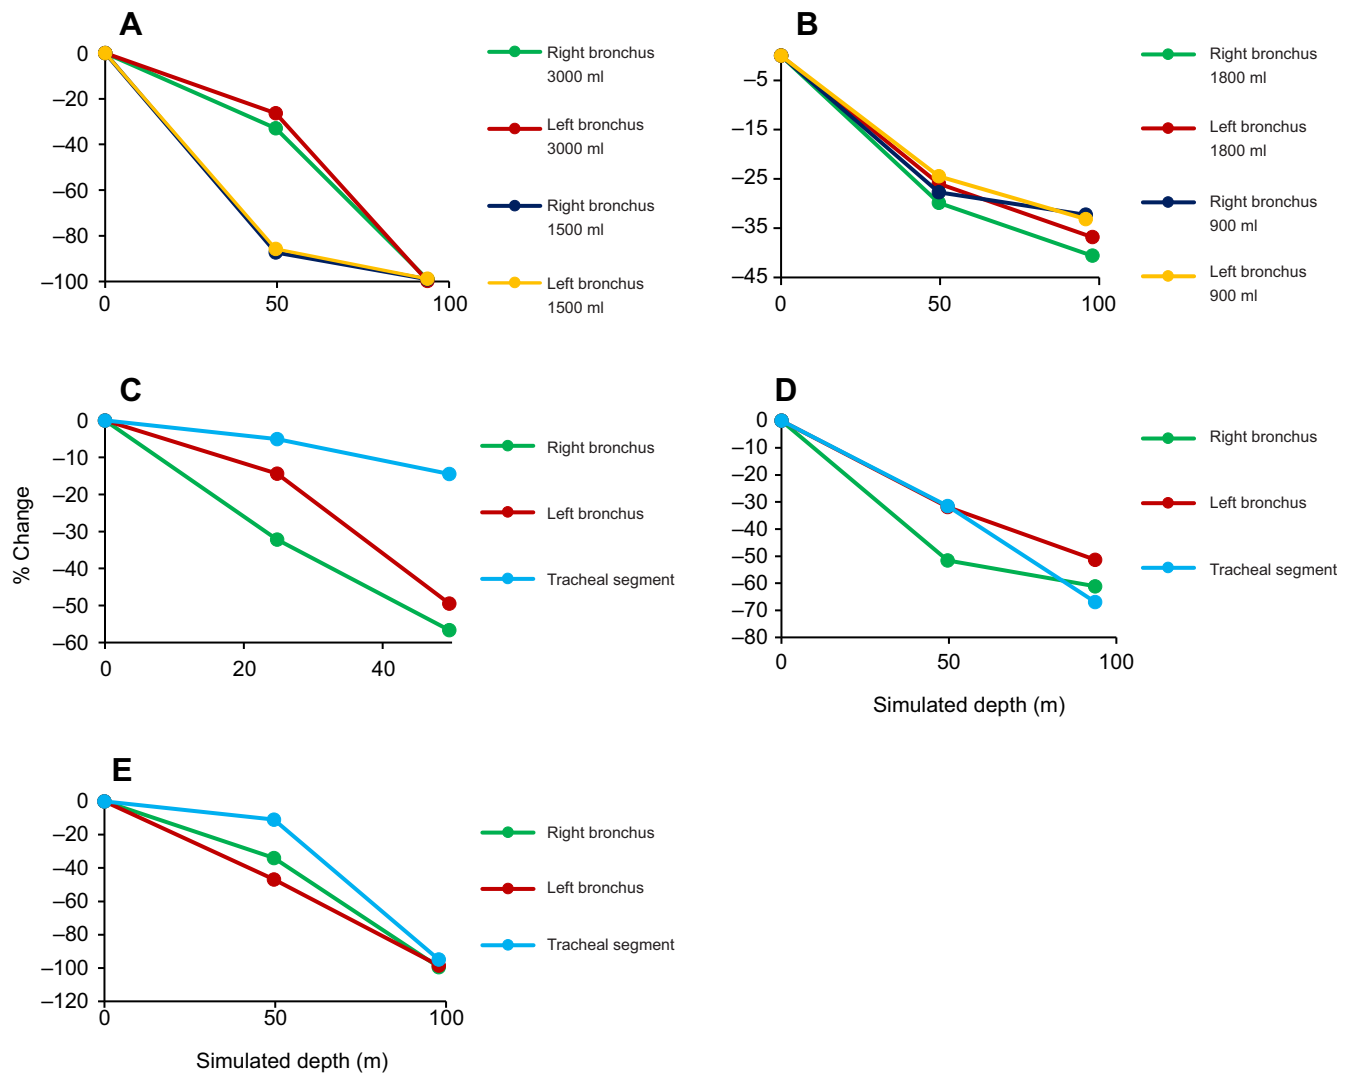 A
0
–20
–40
–60
–80
–100
0
50
100
Right bronchus
3000 ml
Left bronchus
3000 ml
Right bronchus
1500 ml
Left bronchus
1500 ml
B
–5
–15
–25
–35
–45
0
50
100
Right bronchus
1800 ml
Left bronchus
1800 ml
Right bronchus
900 ml
Left bronchus
900 ml
C
% Change
0
–10
–20
–30
–40
–50
–60
0
20
40
Right bronchus
Left bronchus
Tracheal segment
D
0
–10
–20
–30
–40
–50
–60
–70
–80
0
50
100
Simulated depth (m)
Right bronchus
Left bronchus
Tracheal segment
E
0
–20
–40
–60
–80
–100
–120
0
50
100
Simulated depth (m)
Right bronchus
Left bronchus
Tracheal segment